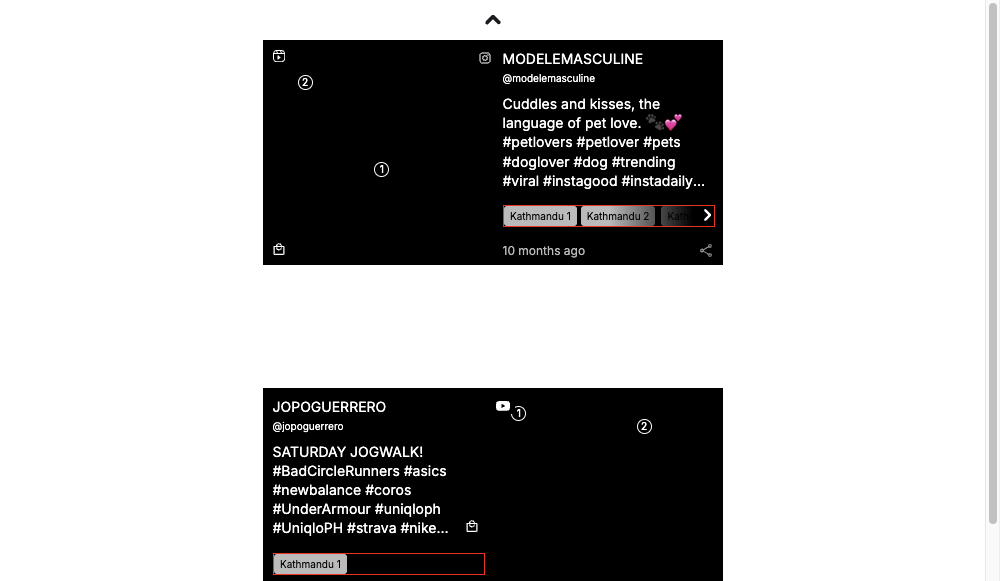 MODELEMASCULINE
@modelemasculine
Cuddles and kisses, the
language of pet love. 🐾💕
#petlovers #petlover #pets
#doglover #dog #trending
#viral #instagood #instadaily...
2
1
Kathmandu 1
Kathmandu 2
Kath
10 months ago
JOPOGUERRERO
@jopoguerrero
SATURDAY JOGWALK!
#BadCircleRunners #asics
#newbalance #coros
#UnderArmour #uniqloph
#UniqloPH #strava #nike...
Kathmandu 1
1
2